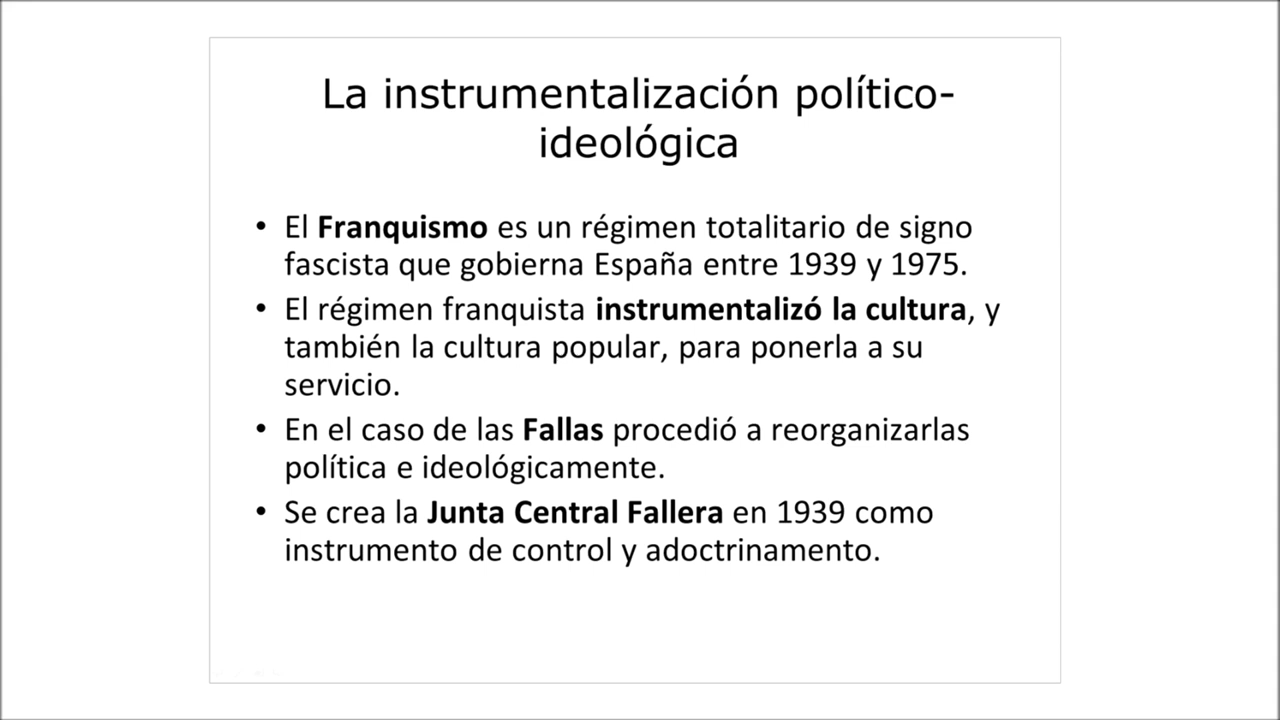 La instrumentalización político-
ideológica
• El Franquismo es un régimen totalitario de signo
fascista que gobierna España entre 1939 y 1975.
• El régimen franquista instrumentalizó la cultura, y
también la cultura popular, para ponerla a su
servicio.
• En el caso de las Fallas procedió a reorganizarlas
política e ideológicamente.
• Se crea la Junta Central Fallera en 1939 como
instrumento de control y adoctrinamento.